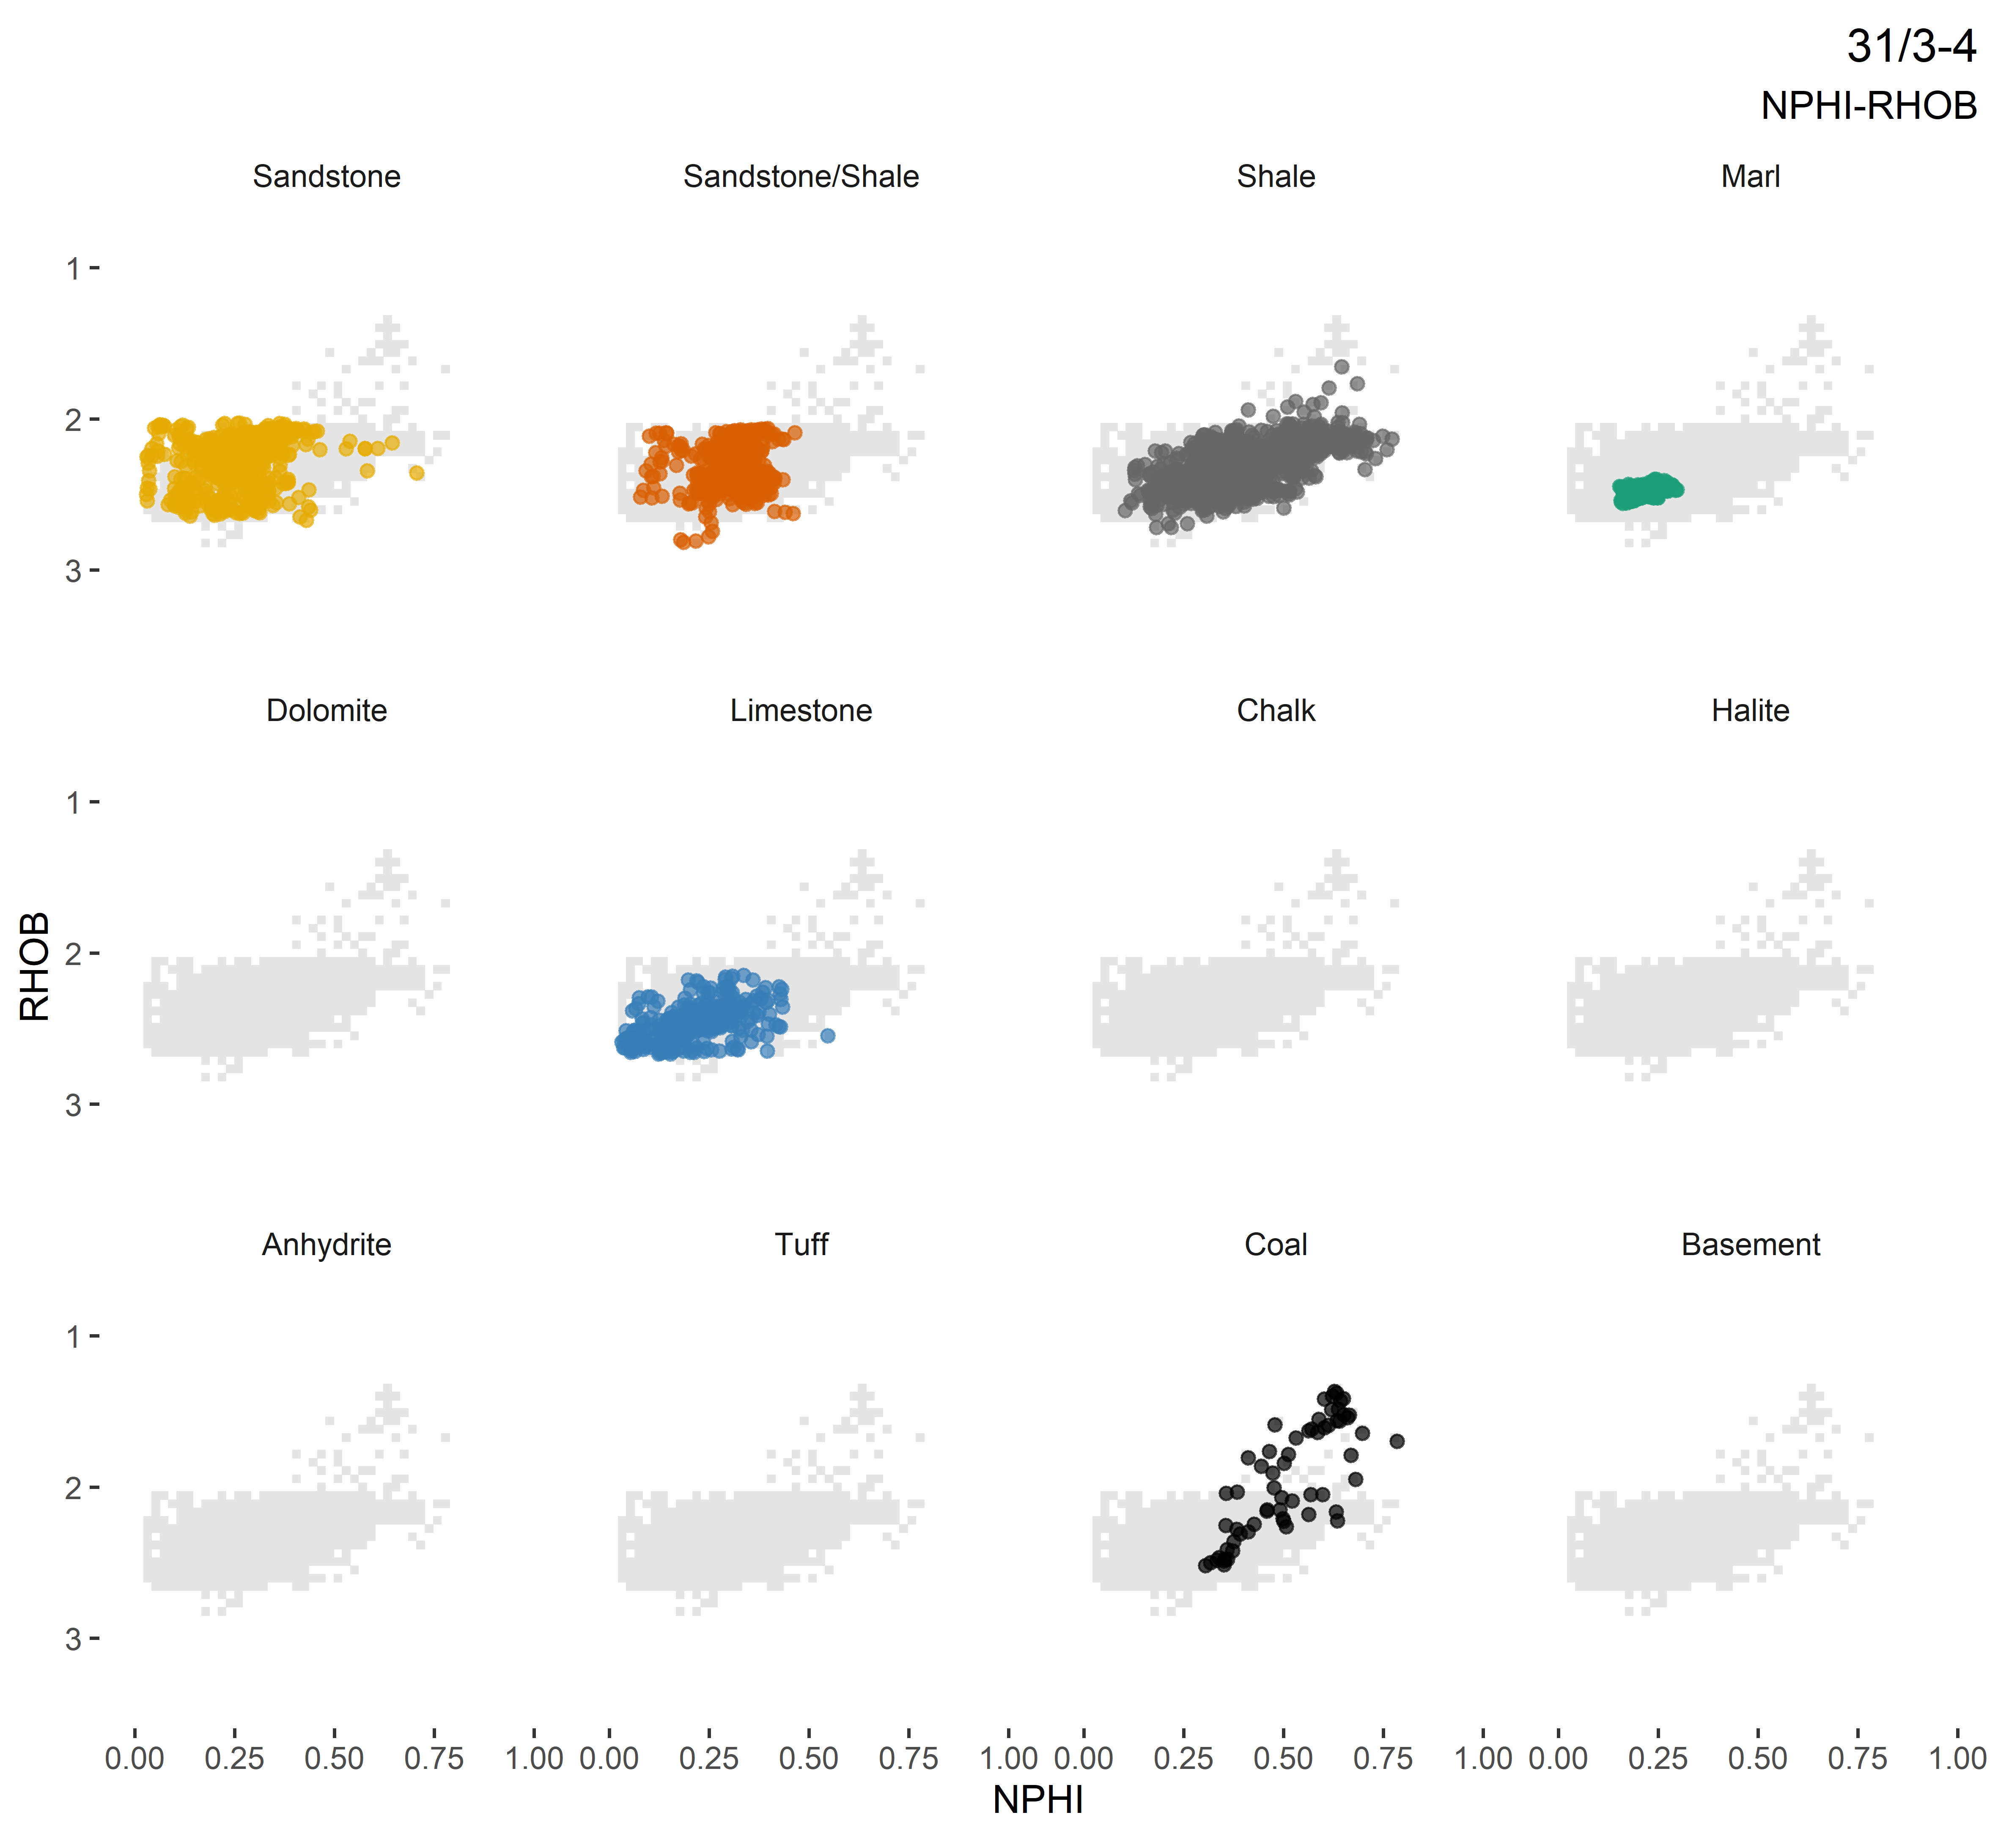 31/3-4
NPHI-RHOB
Sandstone Sandstone/Shale Shale Marl
1
2
3
Dolomite Limestone Chalk Halite
1
2
3
RHOB
Anhydrite Tuff Coal Basement
1
2
3
0.00 0.25 0.50 0.75 1.00 0.00 0.25 0.50 0.75 1.00 0.00 0.25 0.50 0.75 1.00 0.00 0.25 0.50 0.75 1.00
NPHI